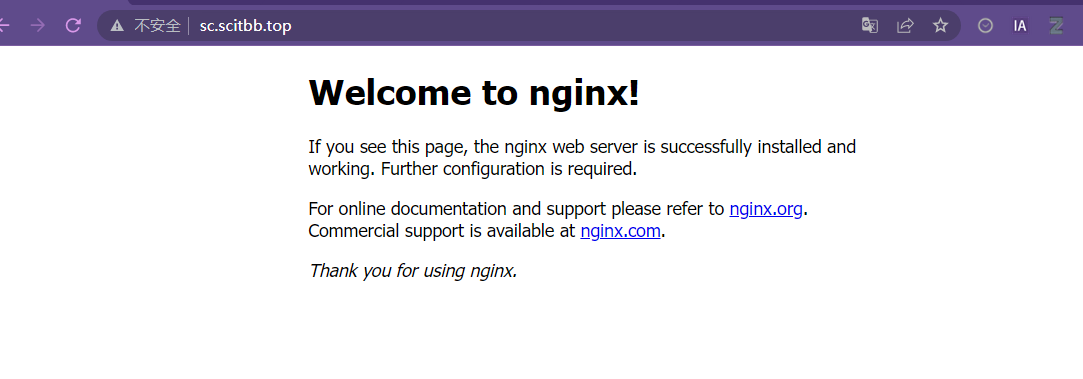 不安全 sc.scitbb.top IA
Welcome to nginx!
If you see this page, the nginx web server is successfully installed and
working. Further configuration is required.
For online documentation and support please refer to nginx.org.
Commercial support is available at nginx.com.
Thank you for using nginx.